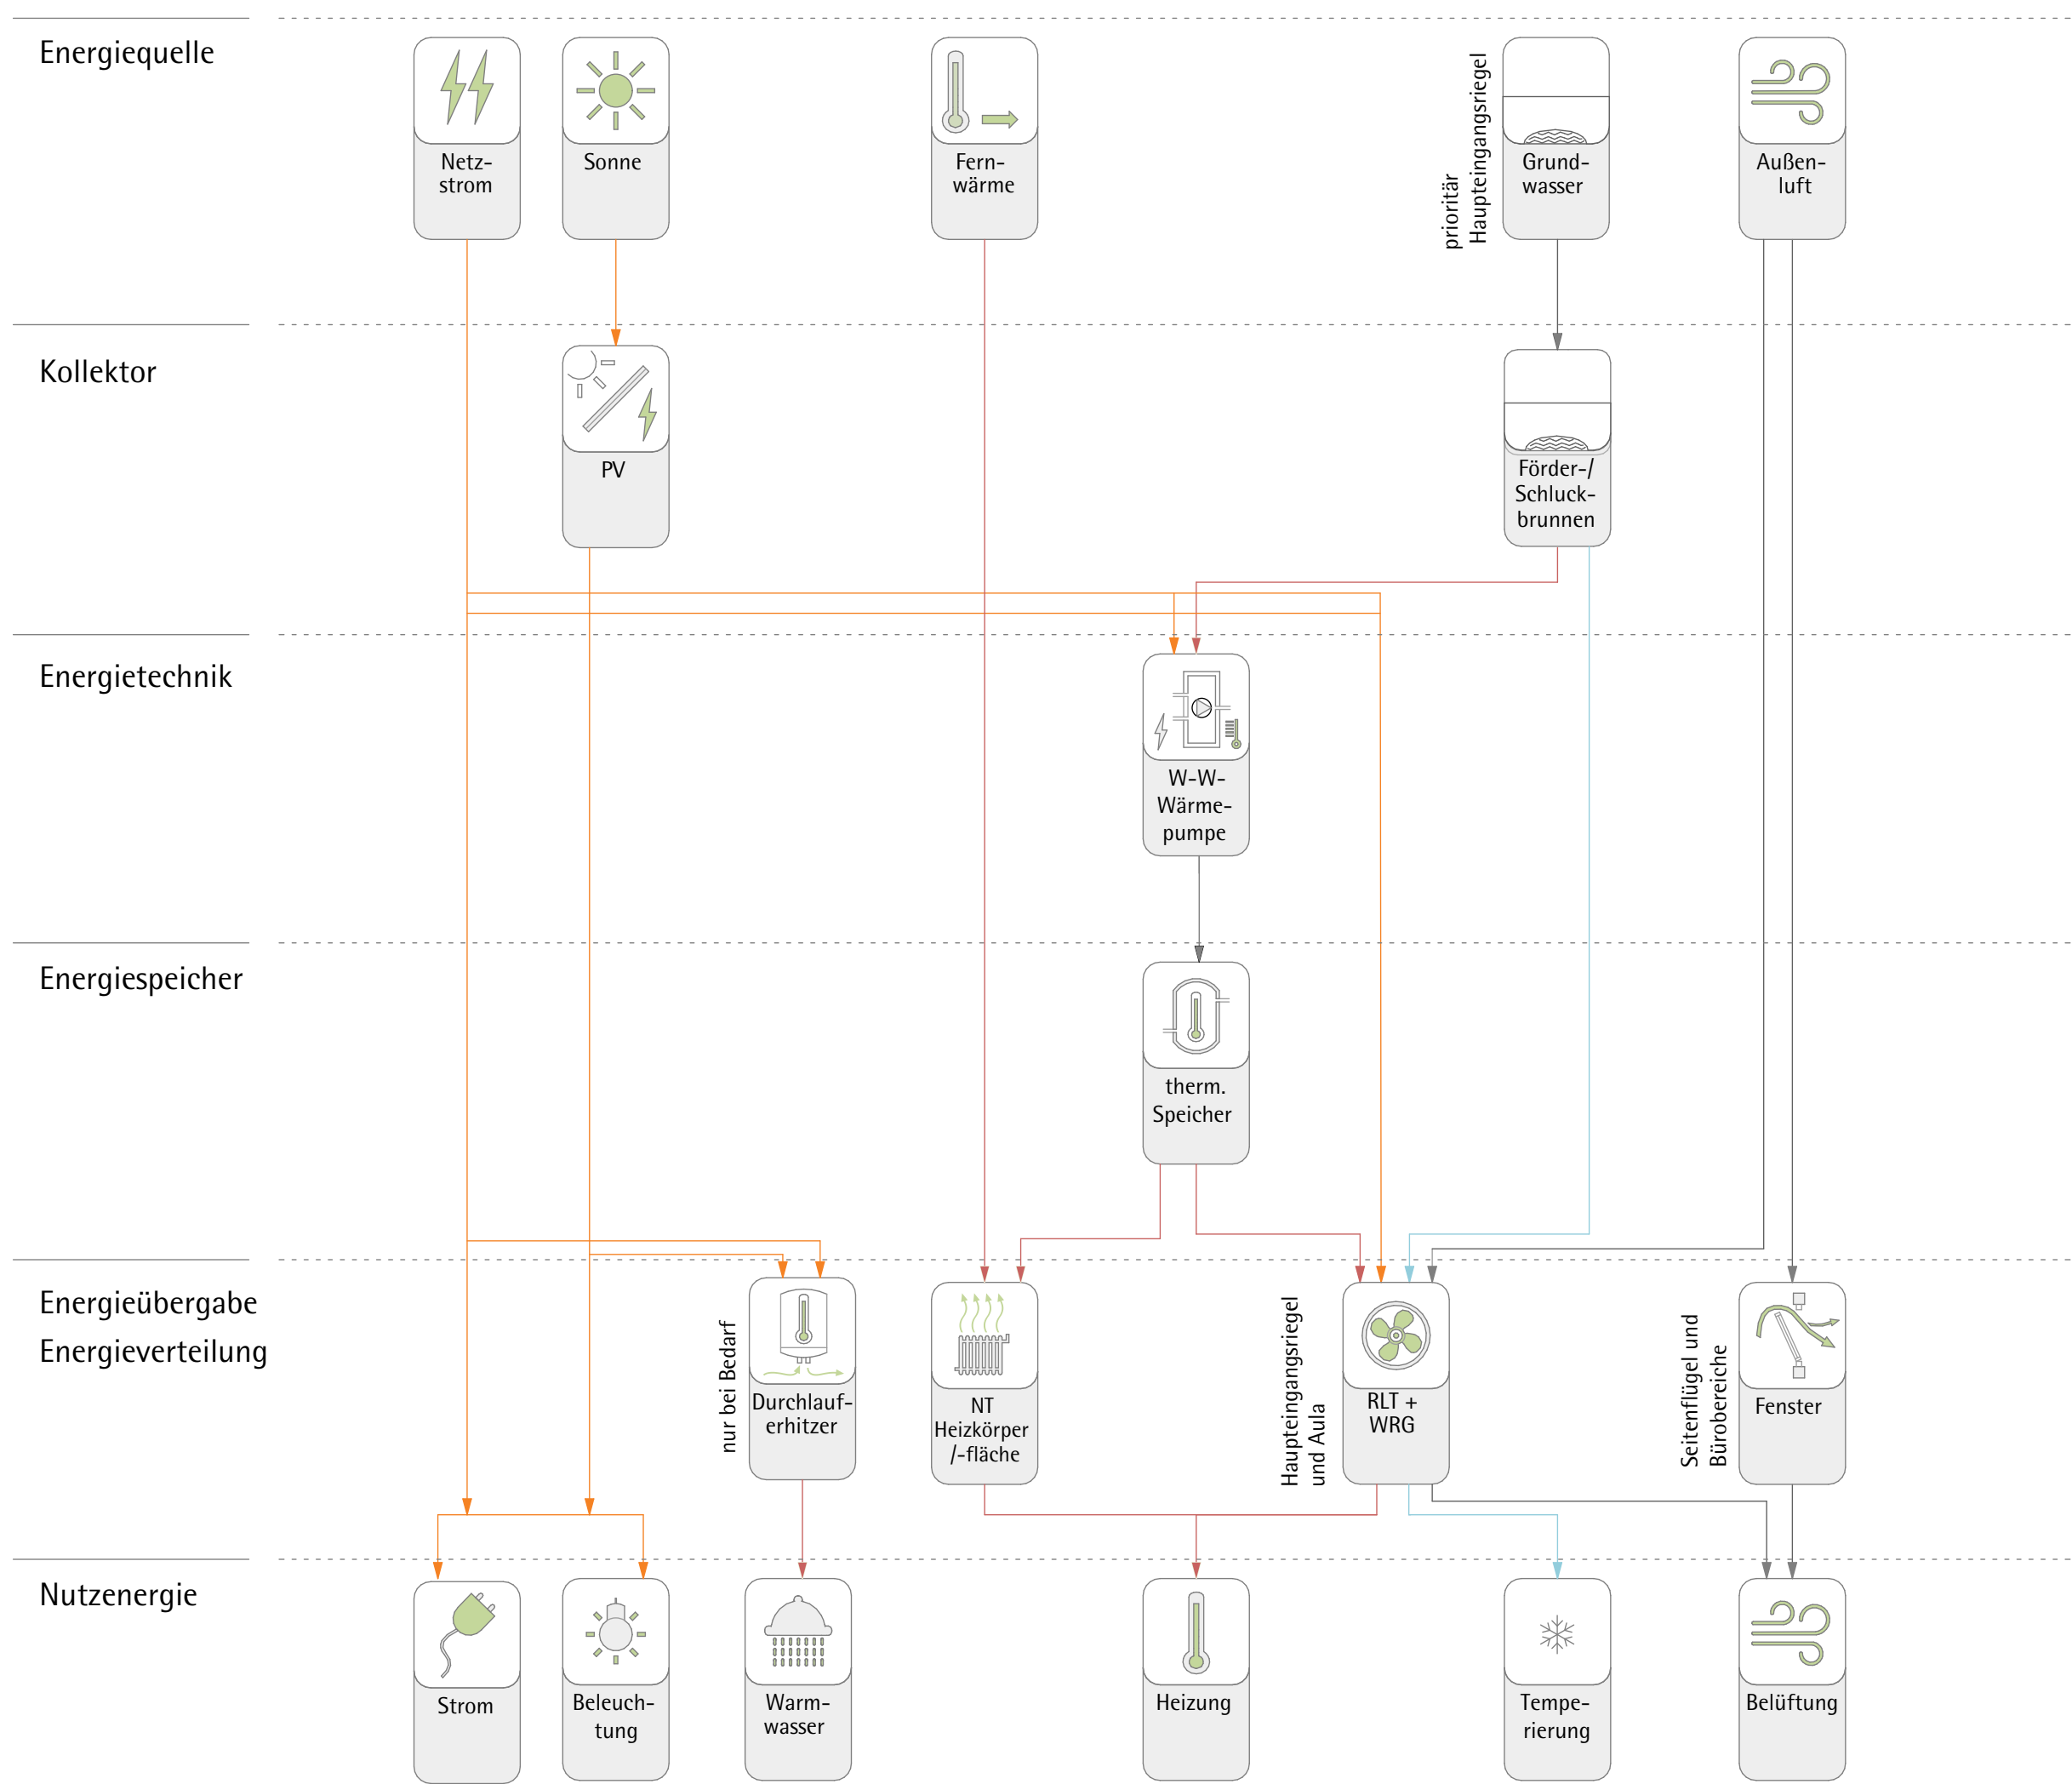 Energiequelle
Netz-
strom
Sonne
Fern-
wärme
prioritär
Haupteingangsriegel
Grund-
wasser
Außen-
luft
Kollektor
PV
Förder-/
Schluck-
brunnen
Energietechnik
W-W-
Wärme-
pumpe
Energiespeicher
therm.
Speicher
Energieübergabe
Energieverteilung
nur bei Bedarf
Durchlauf-
erhitzer
NT
Heizkörper
/-fläche
Haupteingangsriegel
und Aula
RLT +
WRG
Seitenflügel und
Bürobereiche
Fenster
Nutzenergie
Strom
Beleuch-
tung
Warm-
wasser
Heizung
Tempe-
rierung
Belüftung